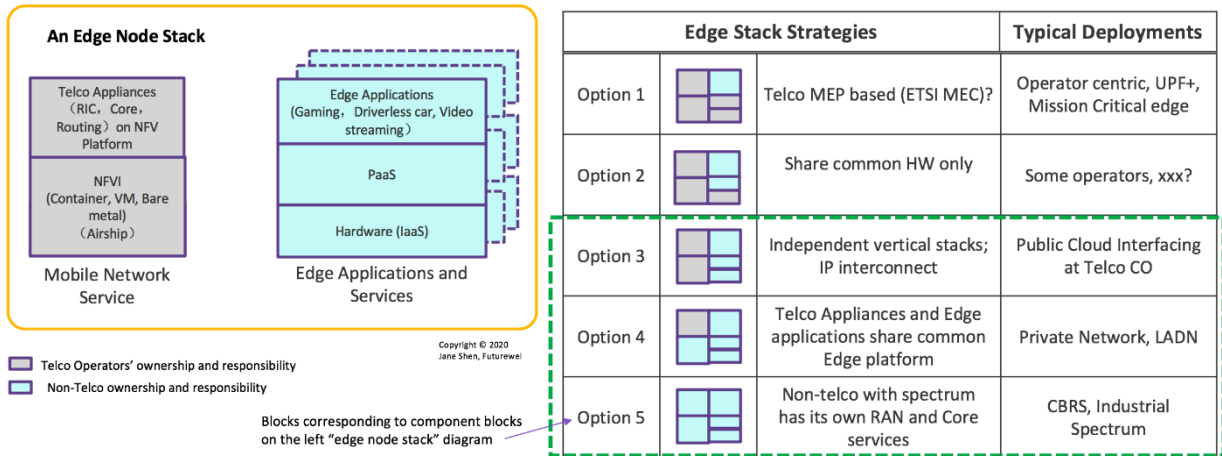 An Edge Node Stack
Telco Appliances
（RIC， Core，
Routing）on NFV
Platform
NFVI
(Container, VM, Bare
metal)
（Airship）
Mobile Network
Service
Edge Applications
(Gaming， Driverless car, Video
streaming）
PaaS
Hardware (IaaS)
Edge Applications and
Services
Copyright © 2020
Jane Shen, Futurewei
Telco Operators’ ownership and responsibility
Non-Telco ownership and responsibility
Blocks corresponding to component blocks
on the left “edge node stack” diagram
Edge Stack Strategies
Typical Deployments
Option 1
Telco MEP based (ETSI MEC)?
Operator centric, UPF+,
Mission Critical edge
Option 2
Share common HW only
Some operators, xxx?
Option 3
Independent vertical stacks;
IP interconnect
Public Cloud Interfacing
at Telco CO
Option 4
Telco Appliances and Edge
applications share common
Edge platform
Private Network, LADN
Option 5
Non-telco with spectrum
has its own RAN and Core
services
CBRS, Industrial
Spectrum